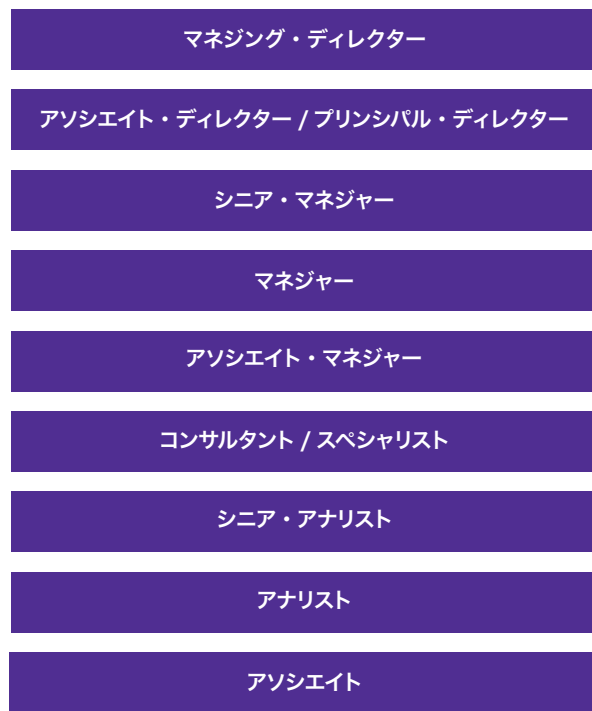 マネジング・ディレクター
アソシエイト・ディレクター / プリンシパル・ディレクター
シニア・マネジャー
マネジャー
アソシエイト・マネジャー
コンサルタント / スペシャリスト
シニア・アナリスト
アナリスト
アソシエイト